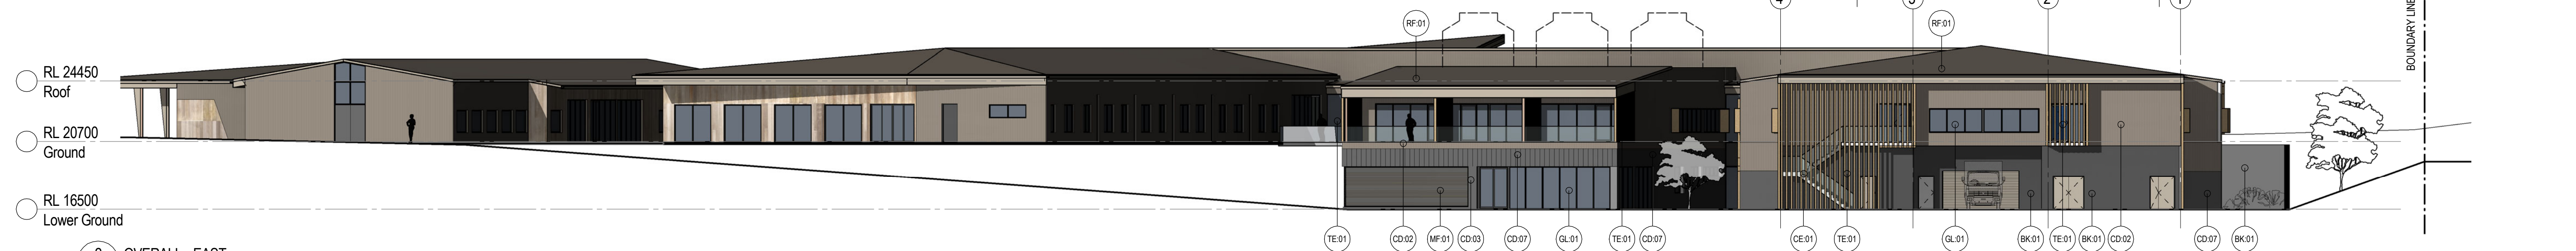 4 3 2 1
BOUNDARY LINE
RF:01 RF:01
RL 24450
Roof
RL 20700
Ground
RL 16500
Lower Ground
TE:01 CD:02 MF:01 CD:03 CD:07 GL:01 TE:01 CD:07 CE:01 TE:01 GL:01 BK:01 TE:01 BK:01 CD:02 CD:07 BK:01
OVERALL - EAST